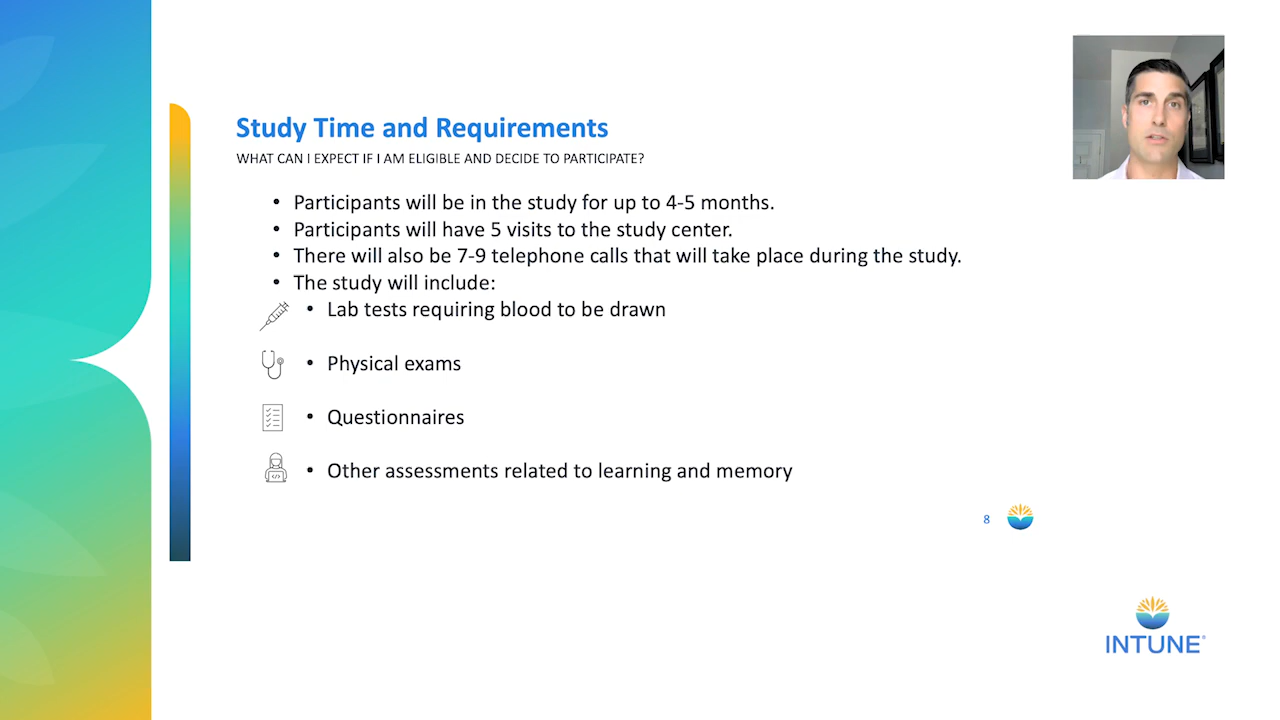 Study Time and Requirements
WHAT CAN I EXPECT IF I AM ELIGIBLE AND DECIDE TO PARTICIPATE?
• Participants will be in the study for up to 4-5 months.
• Participants will have 5 visits to the study center.
• There will also be 7-9 telephone calls that will take place during the study.
• The study will include:
• Lab tests requiring blood to be drawn
• Physical exams
• Questionnaires
• Other assessments related to learning and memory
8
INTUNE®